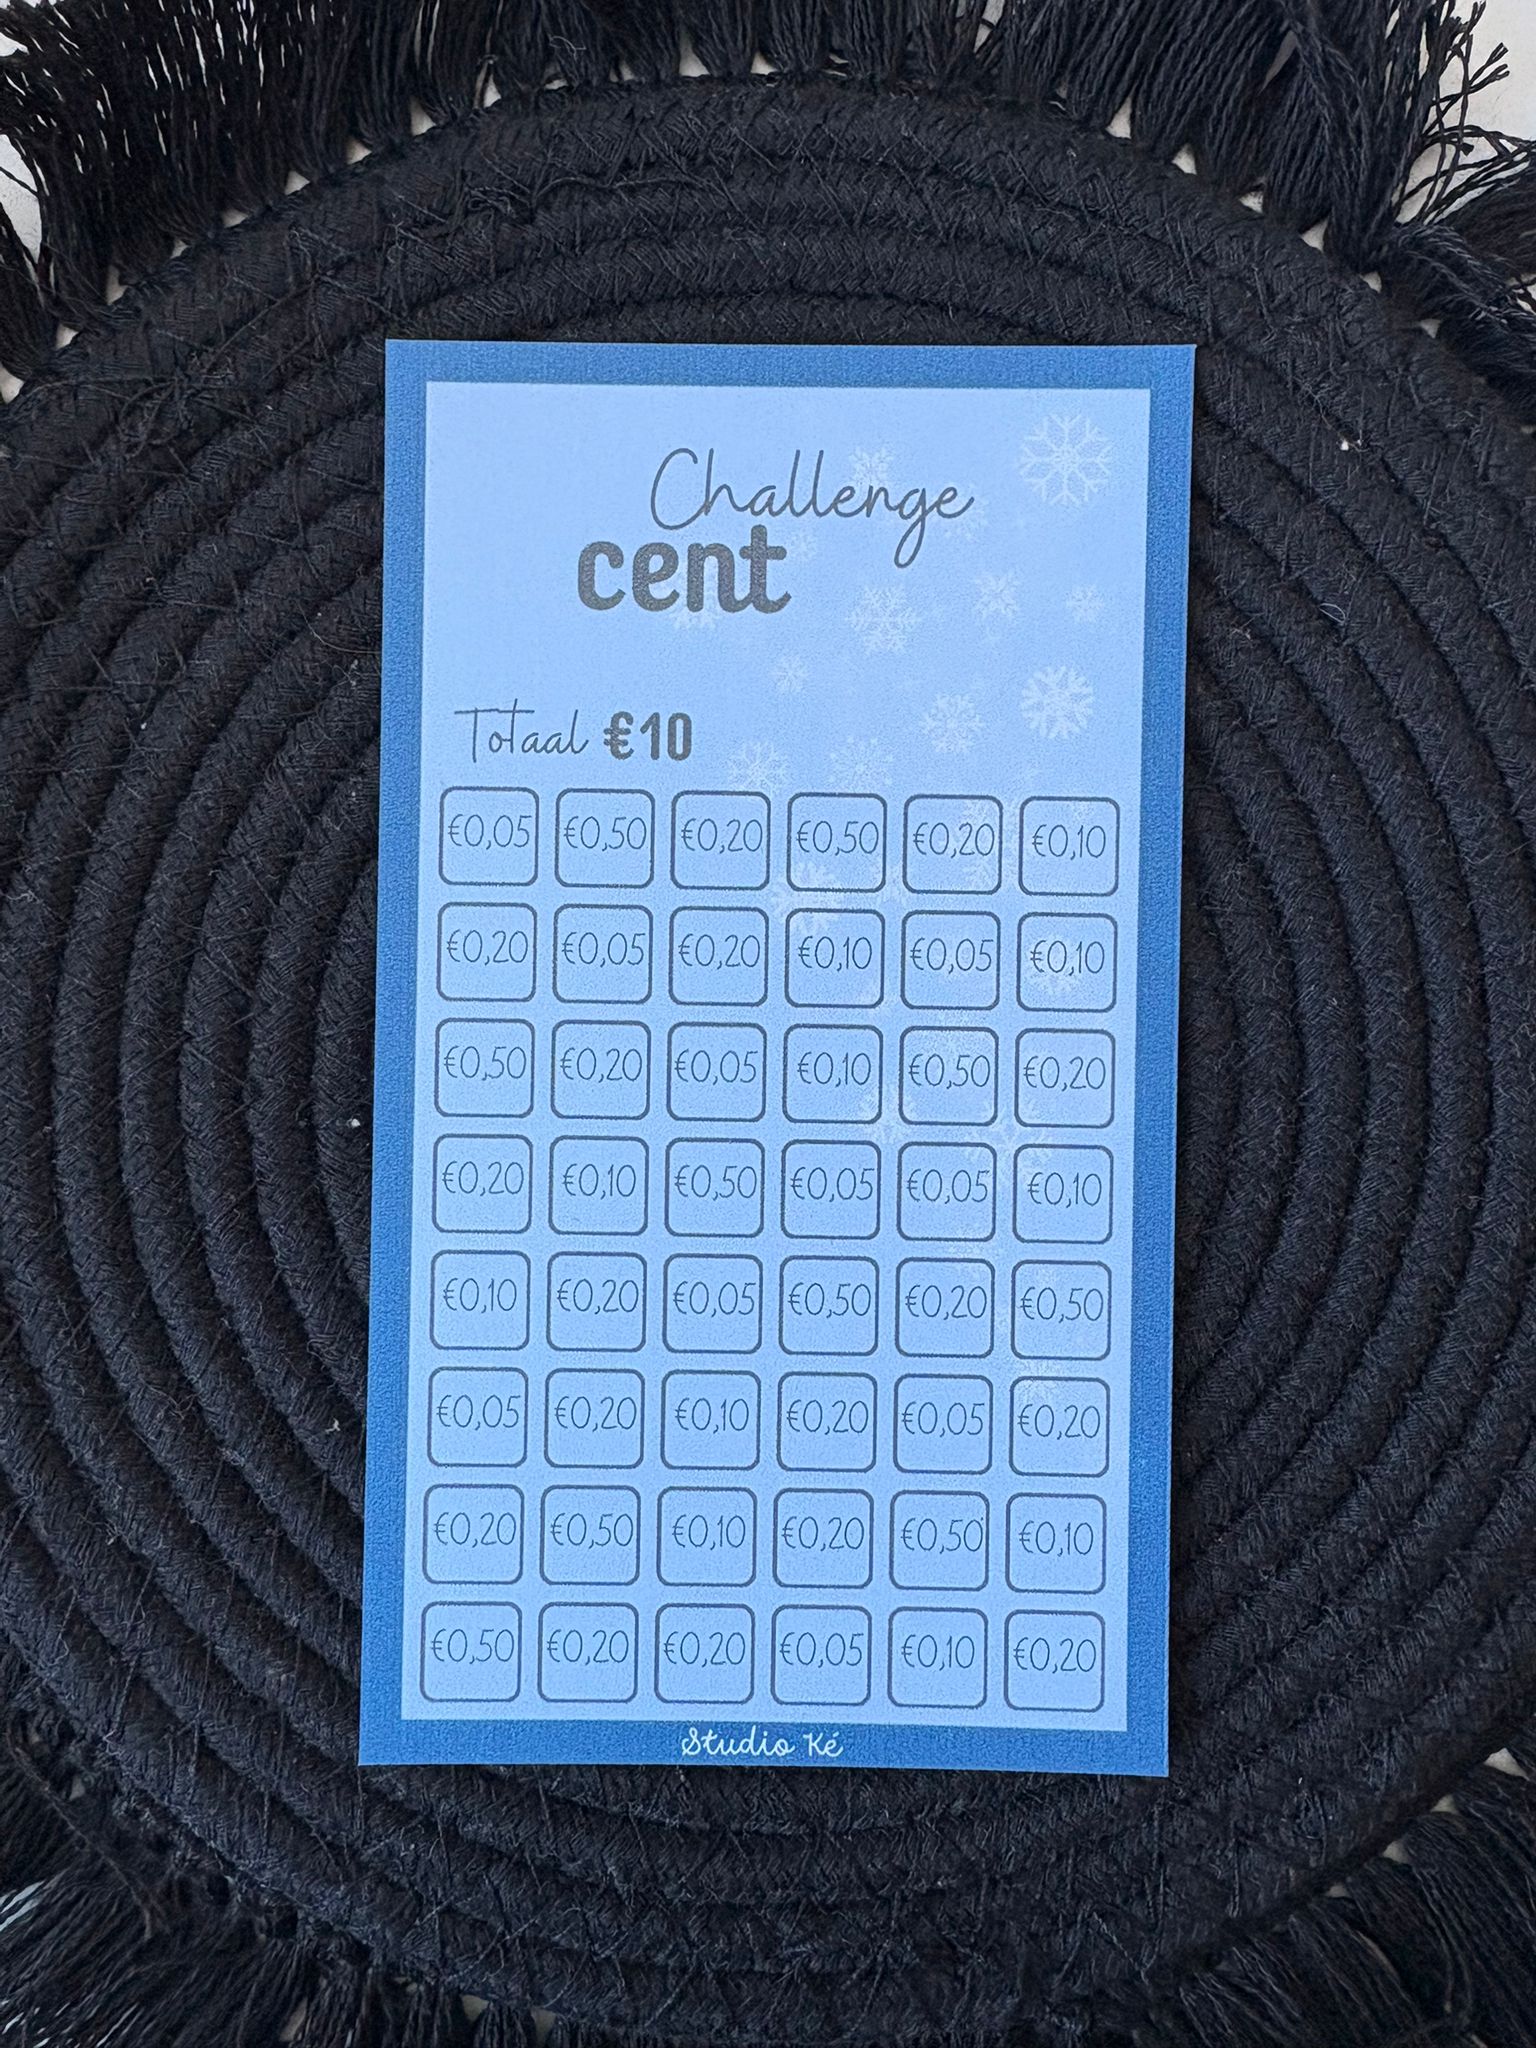 Challenge
cent
Totaal €10
€0,05 €0,50 €0,20 €0,50 €0,20 €0,10
€0,20 €0,05 €0,20 €0,10 €0,05 €0,10
€0,50 €0,20 €0,05 €0,10 €0,50 €0,20
€0,20 €0,10 €0,50 €0,05 €0,05 €0,10
€0,10 €0,20 €0,05 €0,50 €0,20 €0,50
€0,05 €0,20 €0,10 €0,20 €0,05 €0,20
€0,20 €0,50 €0,10 €0,20 €0,50 €0,10
€0,50 €0,20 €0,20 €0,05 €0,10 €0,20
Studio Ké